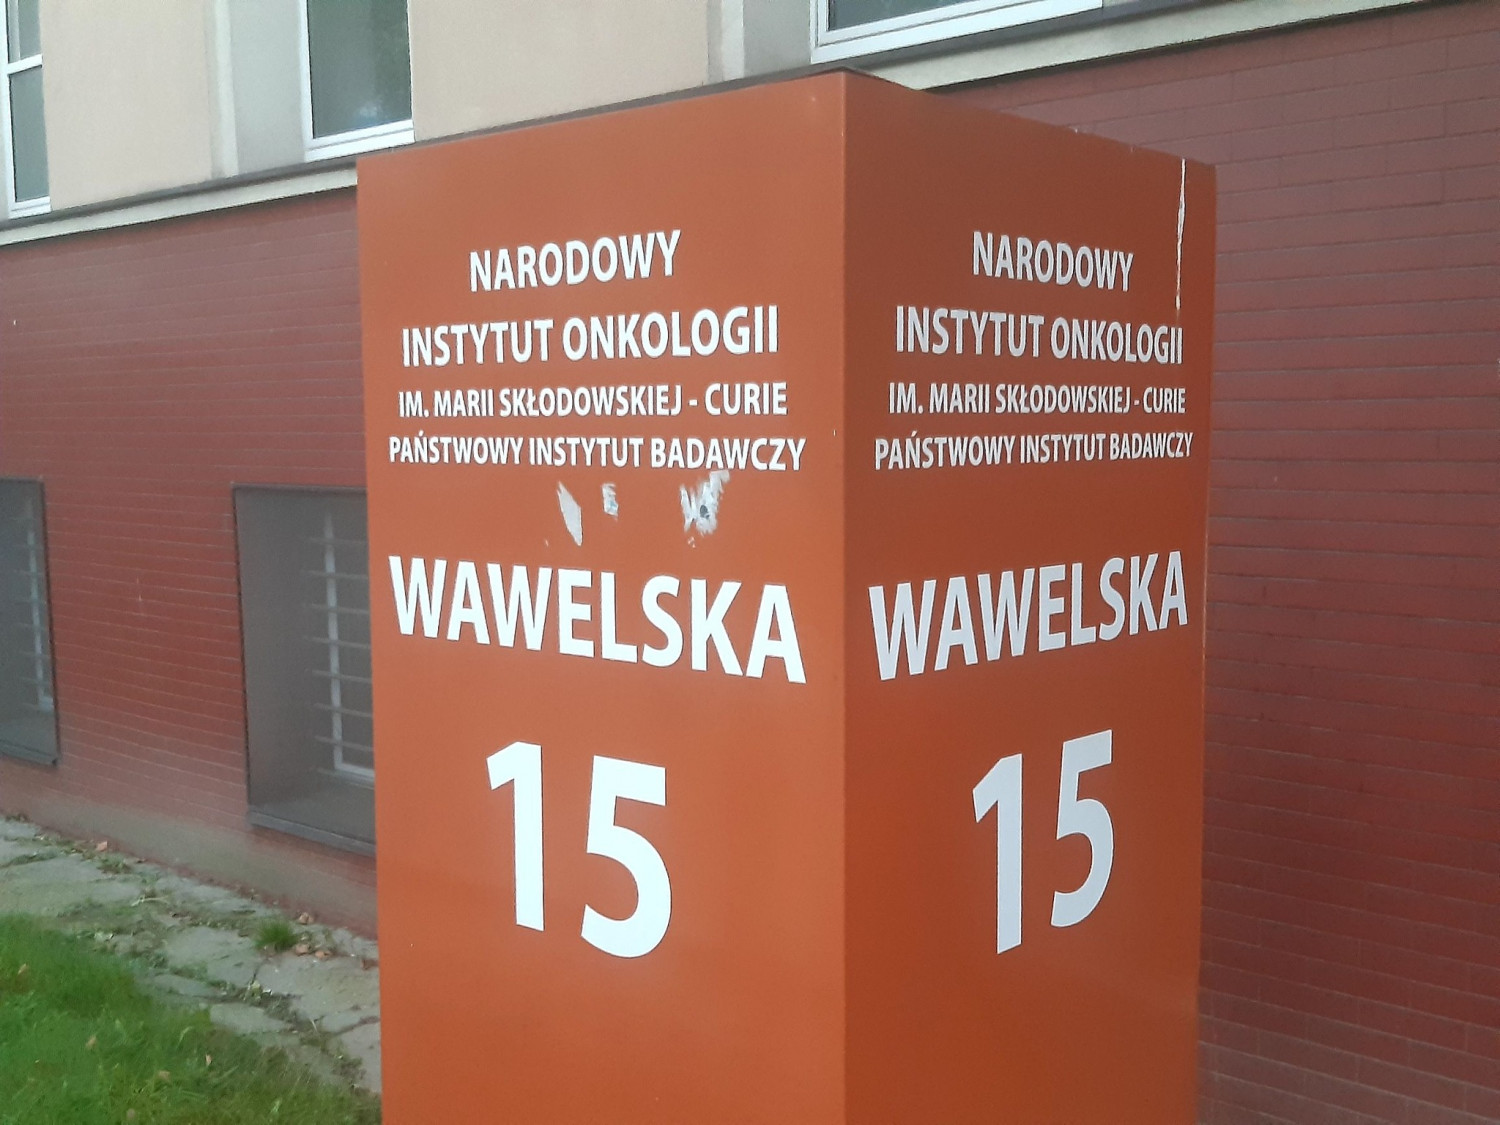 NARODOWY
INSTYTUT ONKOLOGII
IM. MARII SKŁODOWSKIEJ - CURIE
PAŃSTWOWY INSTYTUT BADAWCZY
WAWELSKA
15
NARODOWY
INSTYTUT ONKOLOGII
IM. MARII SKŁODOWSKIEJ - CURIE
PAŃSTWOWY INSTYTUT BADAWCZY
WAWELSKA
15